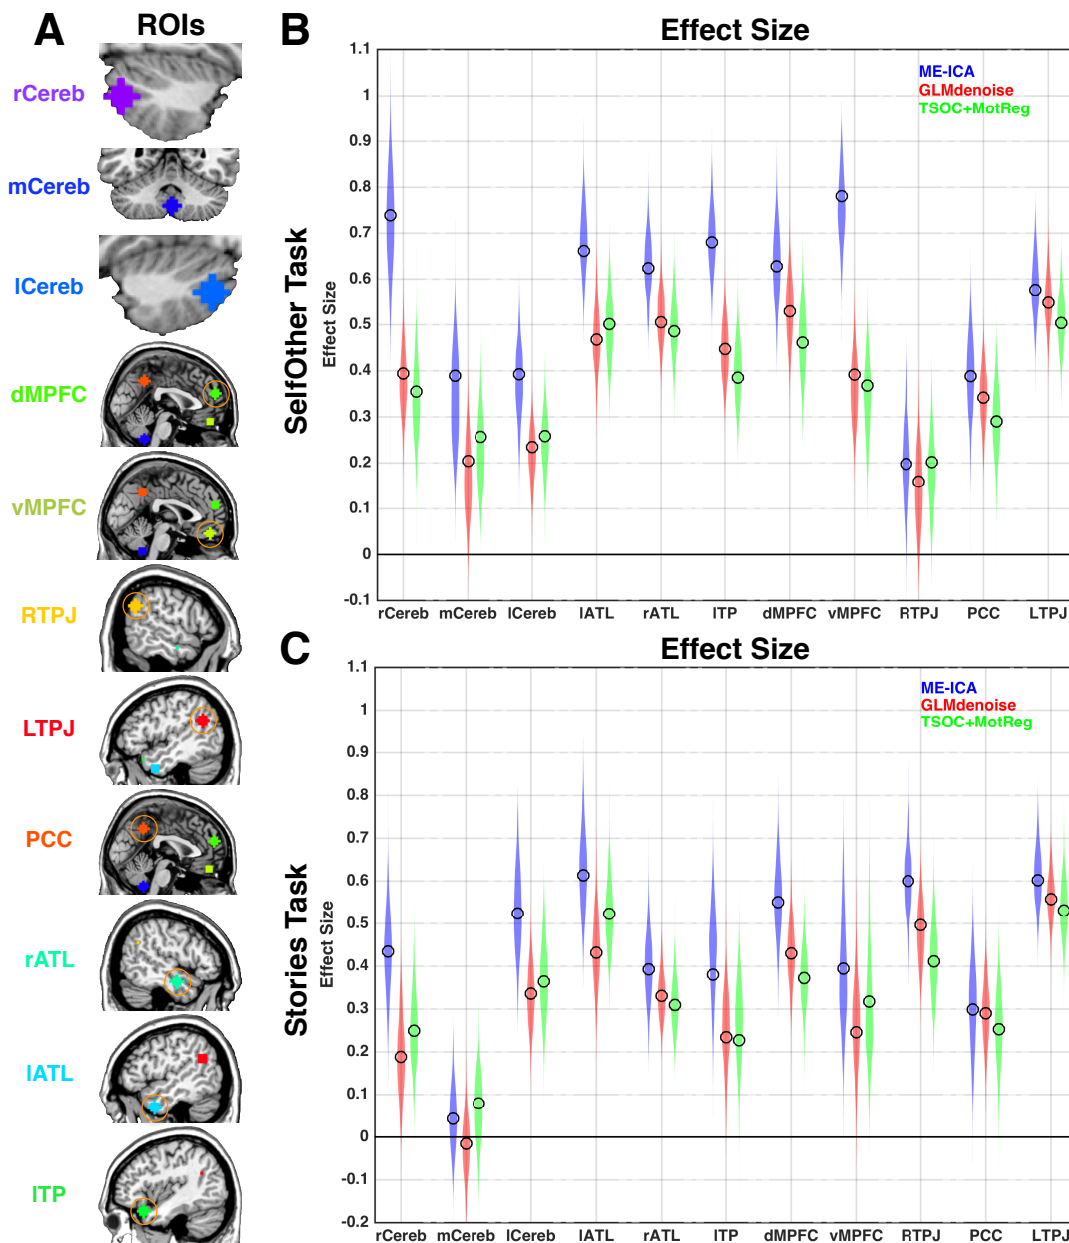 A
ROIs
rCereb
mCereb
lCereb
dMPFC
vMPFC
RTPJ
LTPJ
PCC
rATL
lATL
lTP
B
Effect Size
SelfOther Task
Effect Size
1.1
1
0.9
0.8
0.7
0.6
0.5
0.4
0.3
0.2
0.1
0
-0.1
ME-ICA
GLMdenoise
TSOC+MotReg
rCereb mCereb lCereb lATL rATL lTP dMPFC vMPFC RTPJ PCC LTPJ
C
Effect Size
Stories Task
Effect Size
1.1
1
0.9
0.8
0.7
0.6
0.5
0.4
0.3
0.2
0.1
0
-0.1
-0.2
ME-ICA
GLMdenoise
TSOC+MotReg
rCereb mCereb lCereb lATL rATL lTP dMPFC vMPFC RTPJ PCC LTPJ